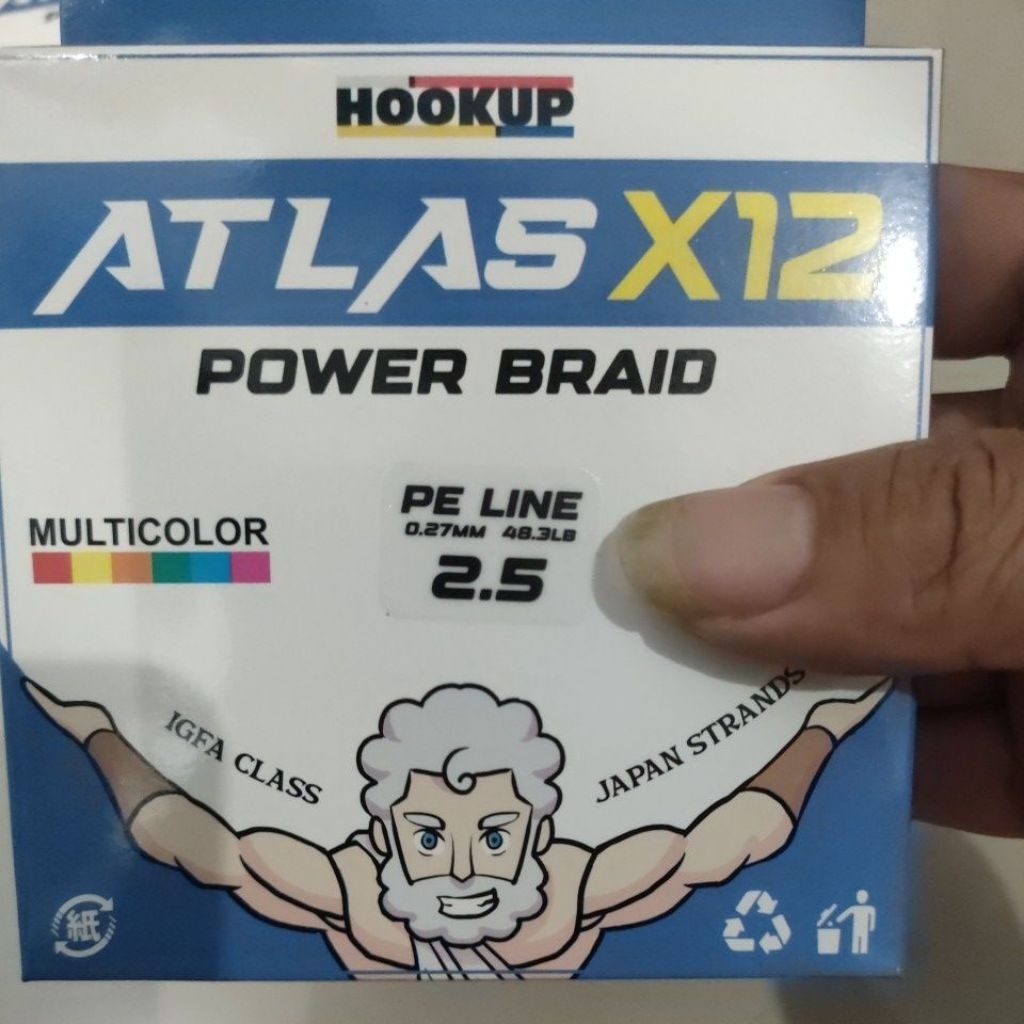 HOOKUP
ATLAS X12
POWER BRAID
PE LINE
0.27MM 48.3LB
2.5
MULTICOLOR
IGFA CLASS
JAPAN STRANDS
紙